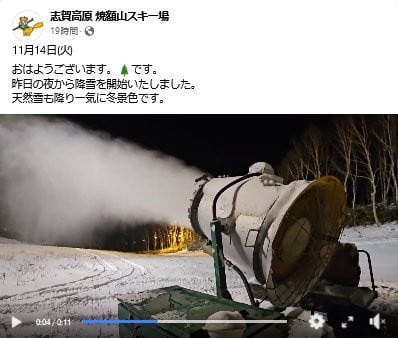 志賀高原 焼額山スキー場
19時間
11月14日(火)
おはようございます。🌲です。
昨日の夜から降雪を開始いたしました。
天然雪も降り一気に冬景色です。
0:04 / 0:11